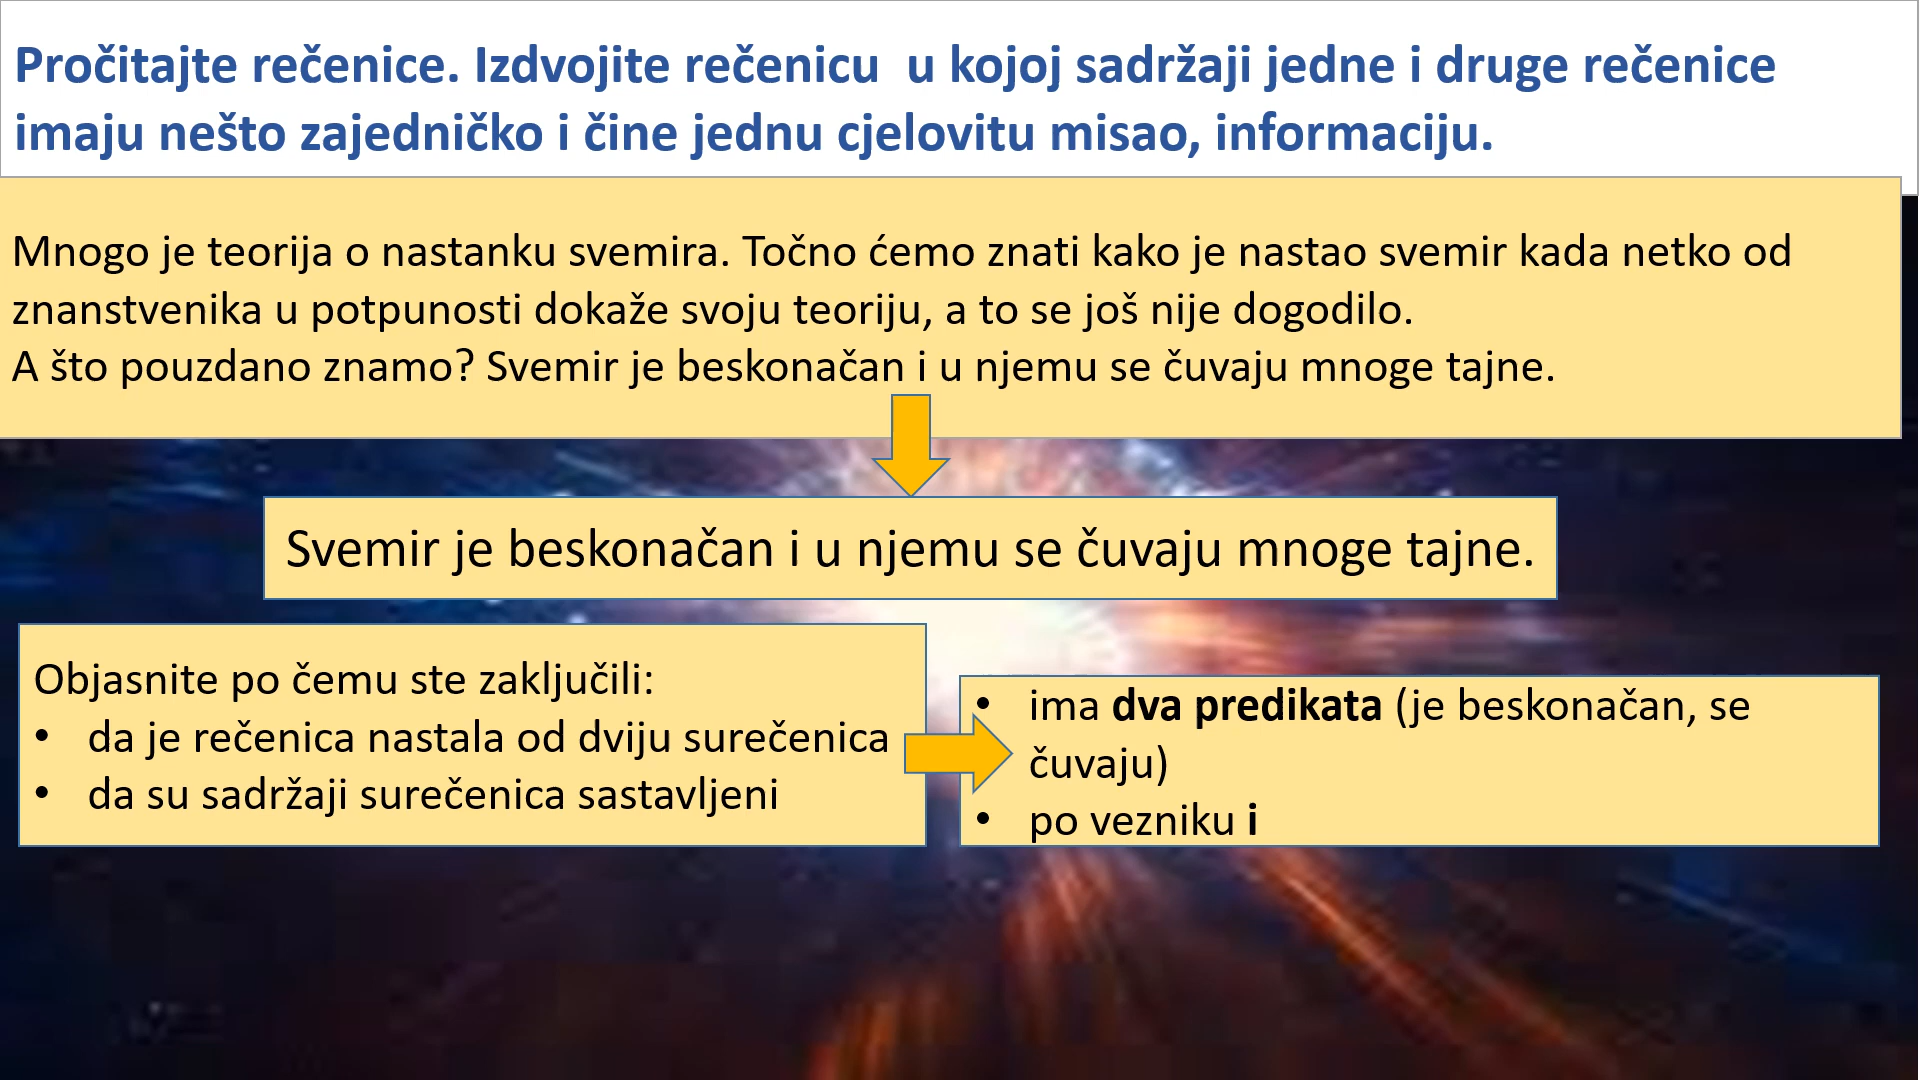 Pročitajte rečenice. Izdvojite rečenicu  u kojoj sadržaji jedne i druge rečenice
imaju nešto zajedničko i čine jednu cjelovitu misao, informaciju.
Mnogo je teorija o nastanku svemira. Točno ćemo znati kako je nastao svemir kada netko od
znanstvenika u potpunosti dokaže svoju teoriju, a to se još nije dogodilo.
A što pouzdano znamo? Svemir je beskonačan i u njemu se čuvaju mnoge tajne.
Svemir je beskonačan i u njemu se čuvaju mnoge tajne.
Objasnite po čemu ste zaključili:
• da je rečenica nastala od dviju surečenica
• da su sadržaji surečenica sastavljeni
• ima dva predikata (je beskonačan, se
čuvaju)
• po vezniku i